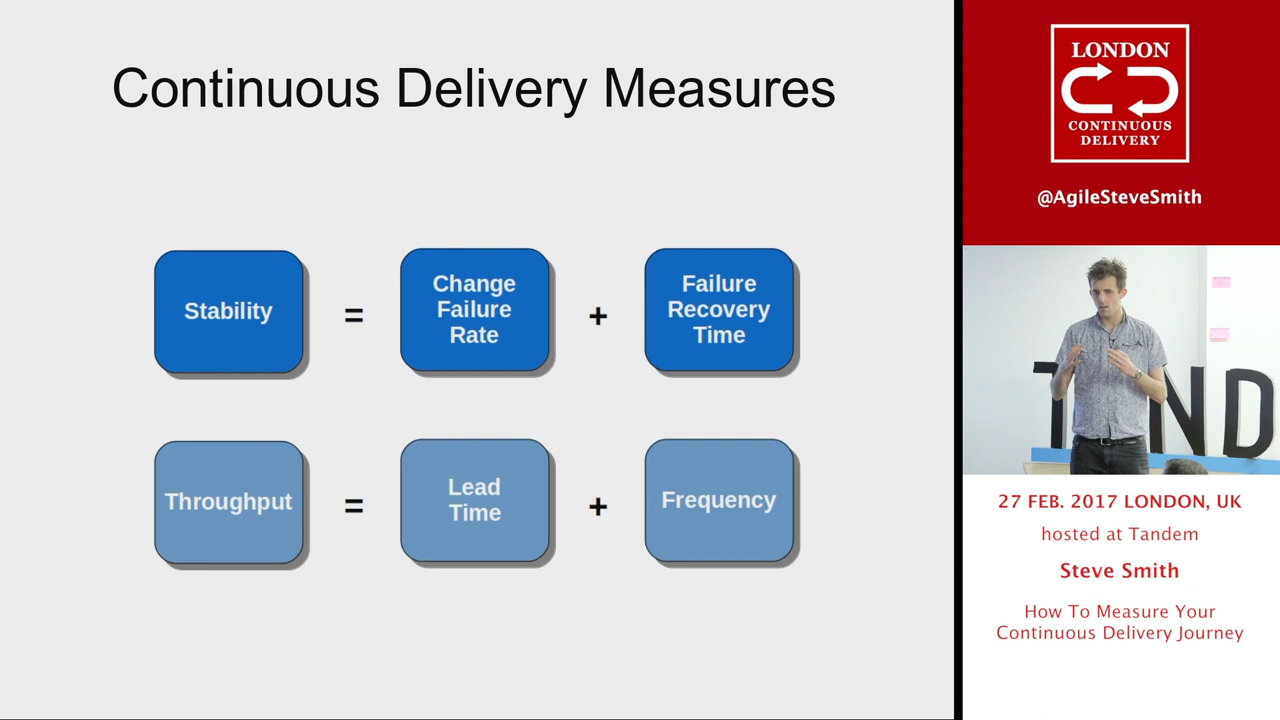 Continuous Delivery Measures
Stability
=
Change
Failure
Rate
+
Failure
Recovery
Time
Throughput
=
Lead
Time
+
Frequency
LONDON
CONTINUOUS
DELIVERY
@AgileSteveSmith
27 FEB. 2017 LONDON, UK
hosted at Tandem
Steve Smith
How To Measure Your
Continuous Delivery Journey